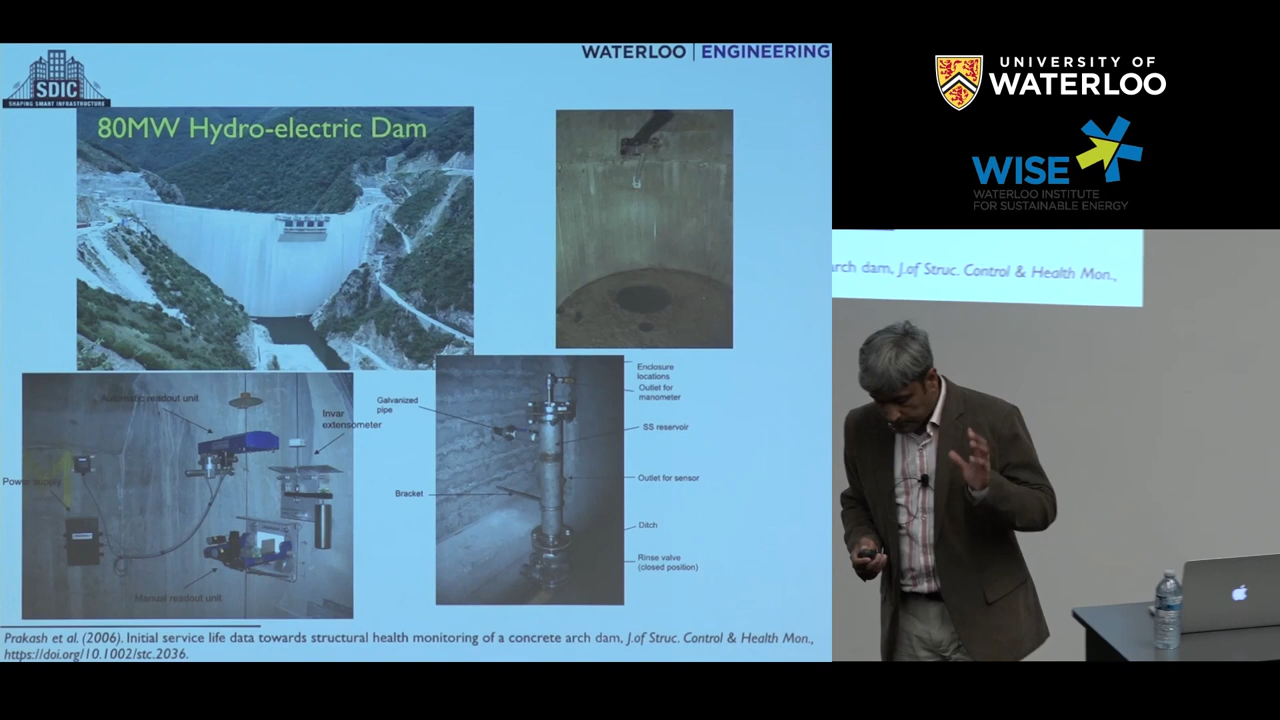 WATERLOO | ENGINEERING
SDIC
SHAPING SMART INFRASTRUCTURE
80MW Hydro-electric Dam
Automatic readout unit
Invar
extensometer
Power supply
Manual readout unit
Galvanized
pipe
Bracket
Enclosure
locations
Outlet for
manometer
SS reservoir
Outlet for sensor
Ditch
Rinse valve
(closed position)
Prakash et al. (2006). Initial service life data towards structural health monitoring of a concrete arch dam, J.of Struc. Control & Health Mon.,
https://doi.org/10.1002/stc.2036.
UNIVERSITY OF
WATERLOO
WISE
WATERLOO INSTITUTE
FOR SUSTAINABLE ENERGY
arch dam, J.of Struc. Control & Health Mon.,